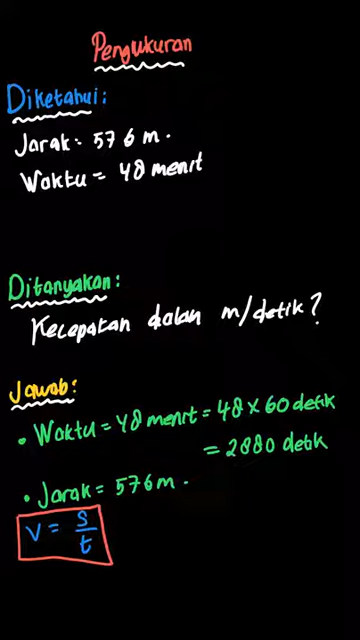 Pengukuran
Diketahui:
Jarak = 576 m.
Waktu = 48 menit
Ditanyakan:
Kecepatan dalan m/detik?
Jawab:
• Waktu = 48 menit = 48 × 60 detik
= 2880 detik
• Jarak = 576 m.
V = s/t